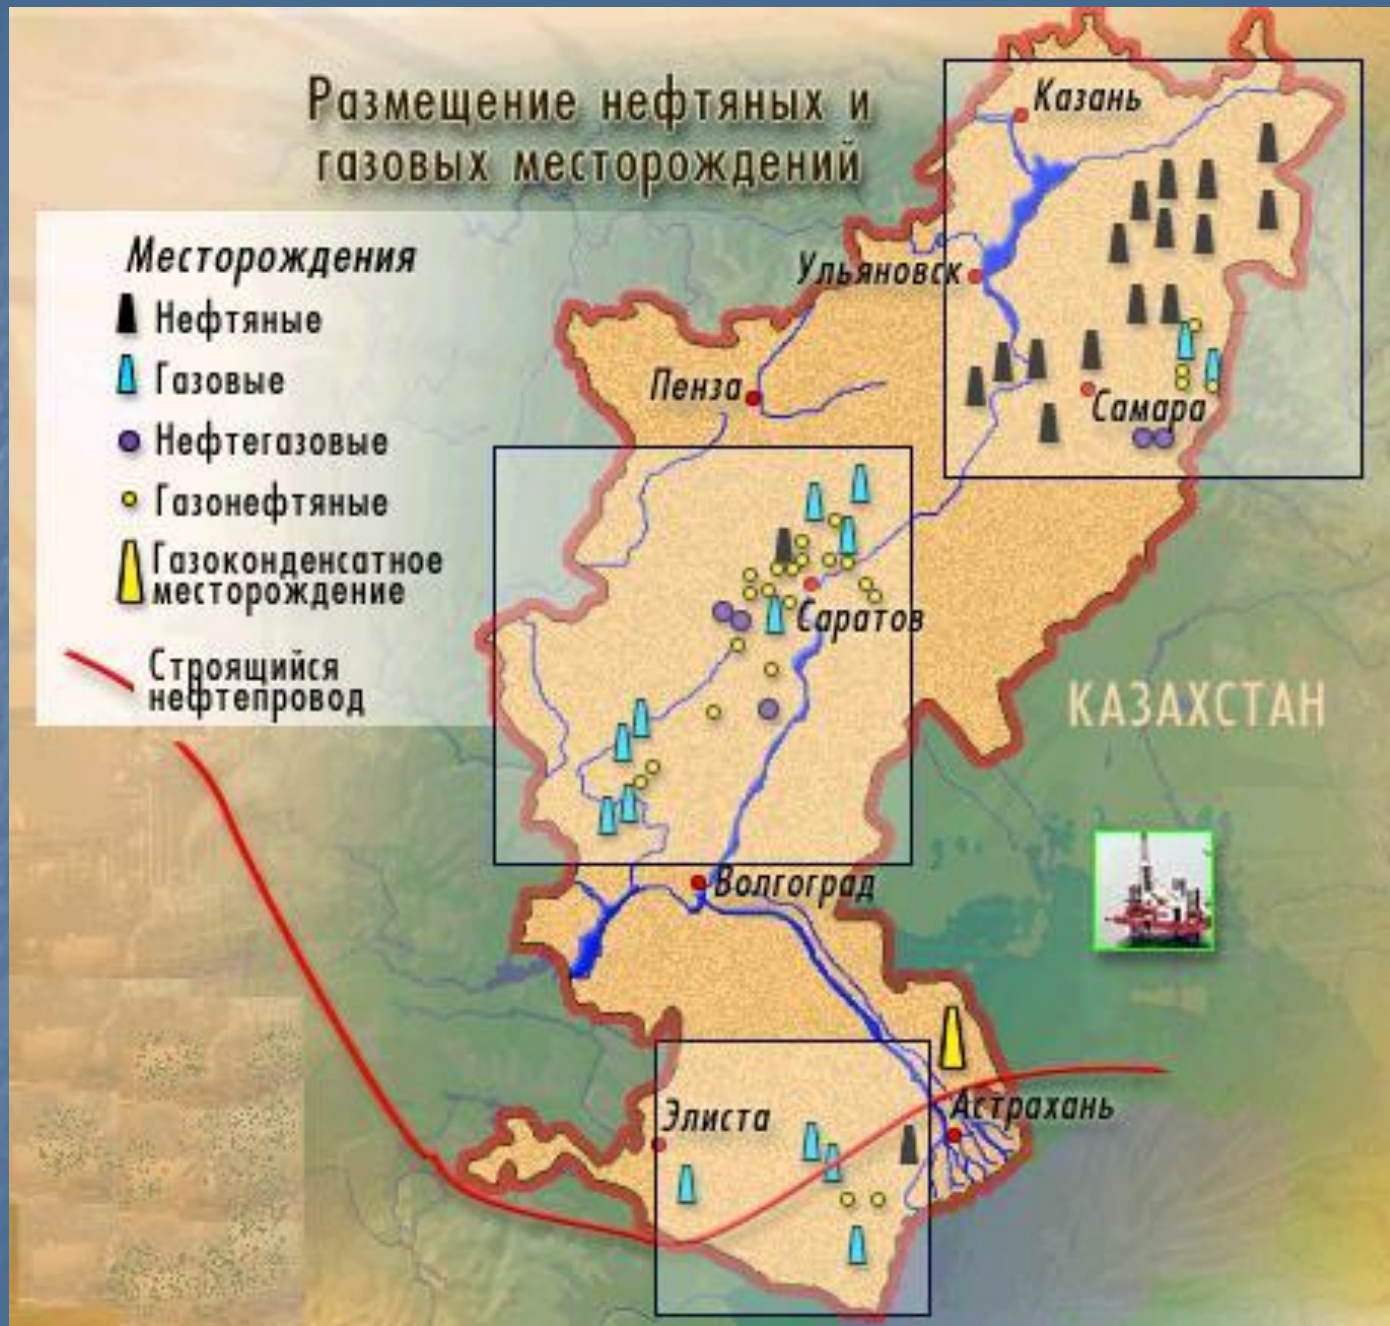 Размещение нефтяных и
газовых месторождений
Месторождения
Нефтяные
Газовые
Нефтегазовые
Газонефтяные
Газоконденсатное
месторождение
Строящийся
нефтепровод
Казань
Ульяновск
Пенза
Самара
Саратов
КАЗАХСТАН
Волгоград
Элиста
Астрахань